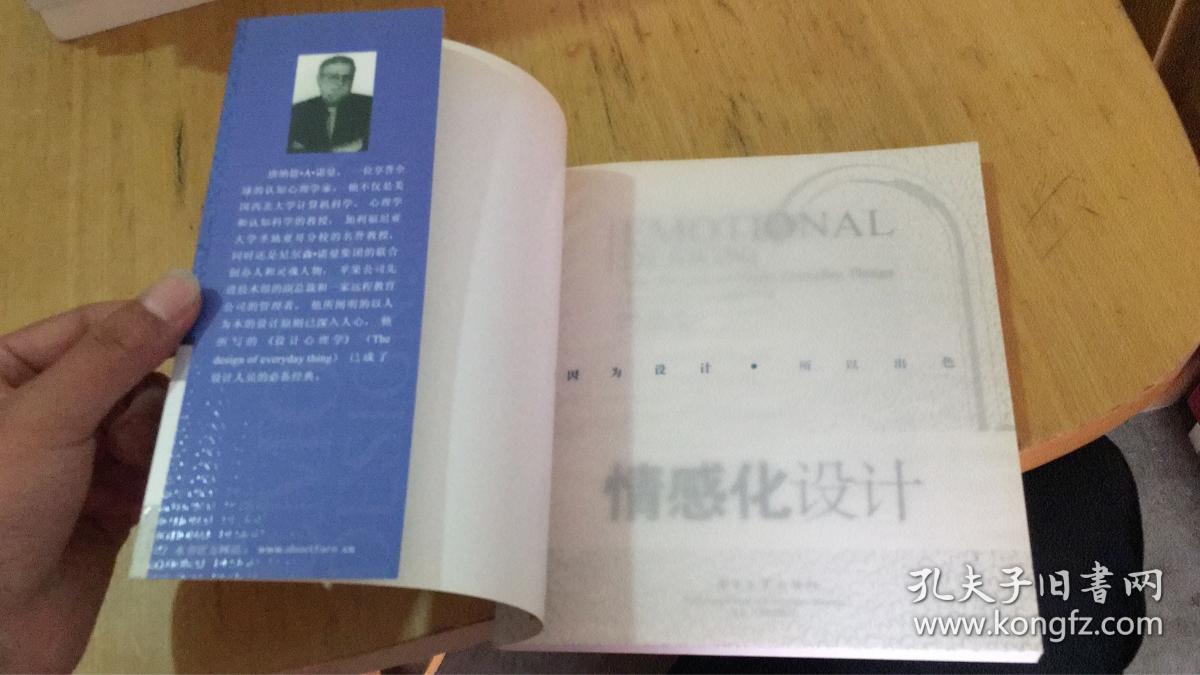 唐纳德·A·诺曼， 一位享誉全
球的认知心理学家。他不仅是美
国西北大学计算机科学、心理学
和认知科学的教授， 加利福尼亚
大学圣地亚哥分校的名誉教授，
同时还是尼尔森·诺曼集团的联合
创办人和灵魂人物， 苹果公司先
进技术部的副总裁和一家远程教育
公司的管理者。 他所阐明的以人
为本的设计原则已深入人心， 他
撰写的《设计心理学》（The
design of everyday thing）已成了
设计人员的必备经典。
EMOTIONAL
Everyday Things
因为设计·所以出色
情感化设计
孔夫子旧书网
www.kongfz.com